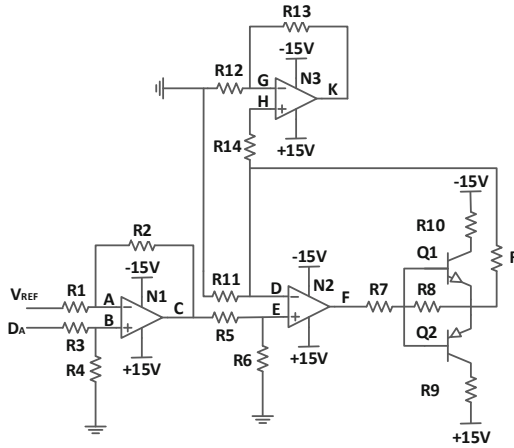 R13
-15V
R12
G
N3
H
K
R14
+15V
-15V
R2
R10
-15V
-15V
R
Q1
R11
R1
A
N1
D
N2
R7
R8
VREF
C
F
B
E
DA
R3
R5
Q2
R4
R6
+15V
+15V
R9
+15V